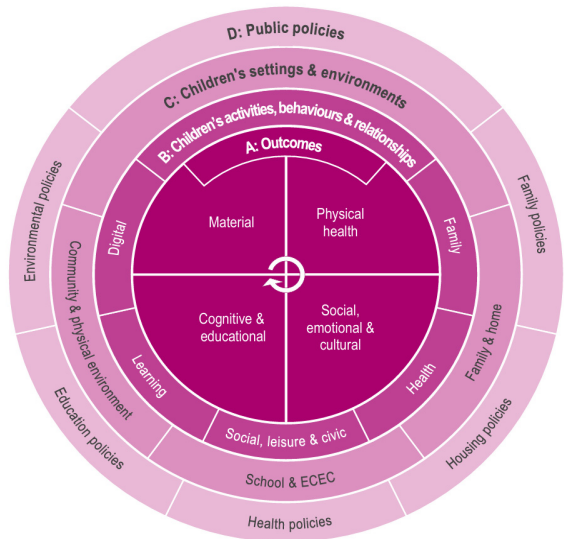 D: Public policies
C: Children's settings & environments
B: Children's activities, behaviours & relationships
A: Outcomes
Material
Physical
health
Cognitive &
educational
Social,
emotional &
cultural
Digital
Family
Learning
Health
Social, leisure & civic
Community & physical environment
Family & home
School & ECEC
Environmental policies
Family policies
Education policies
Housing policies
Health policies